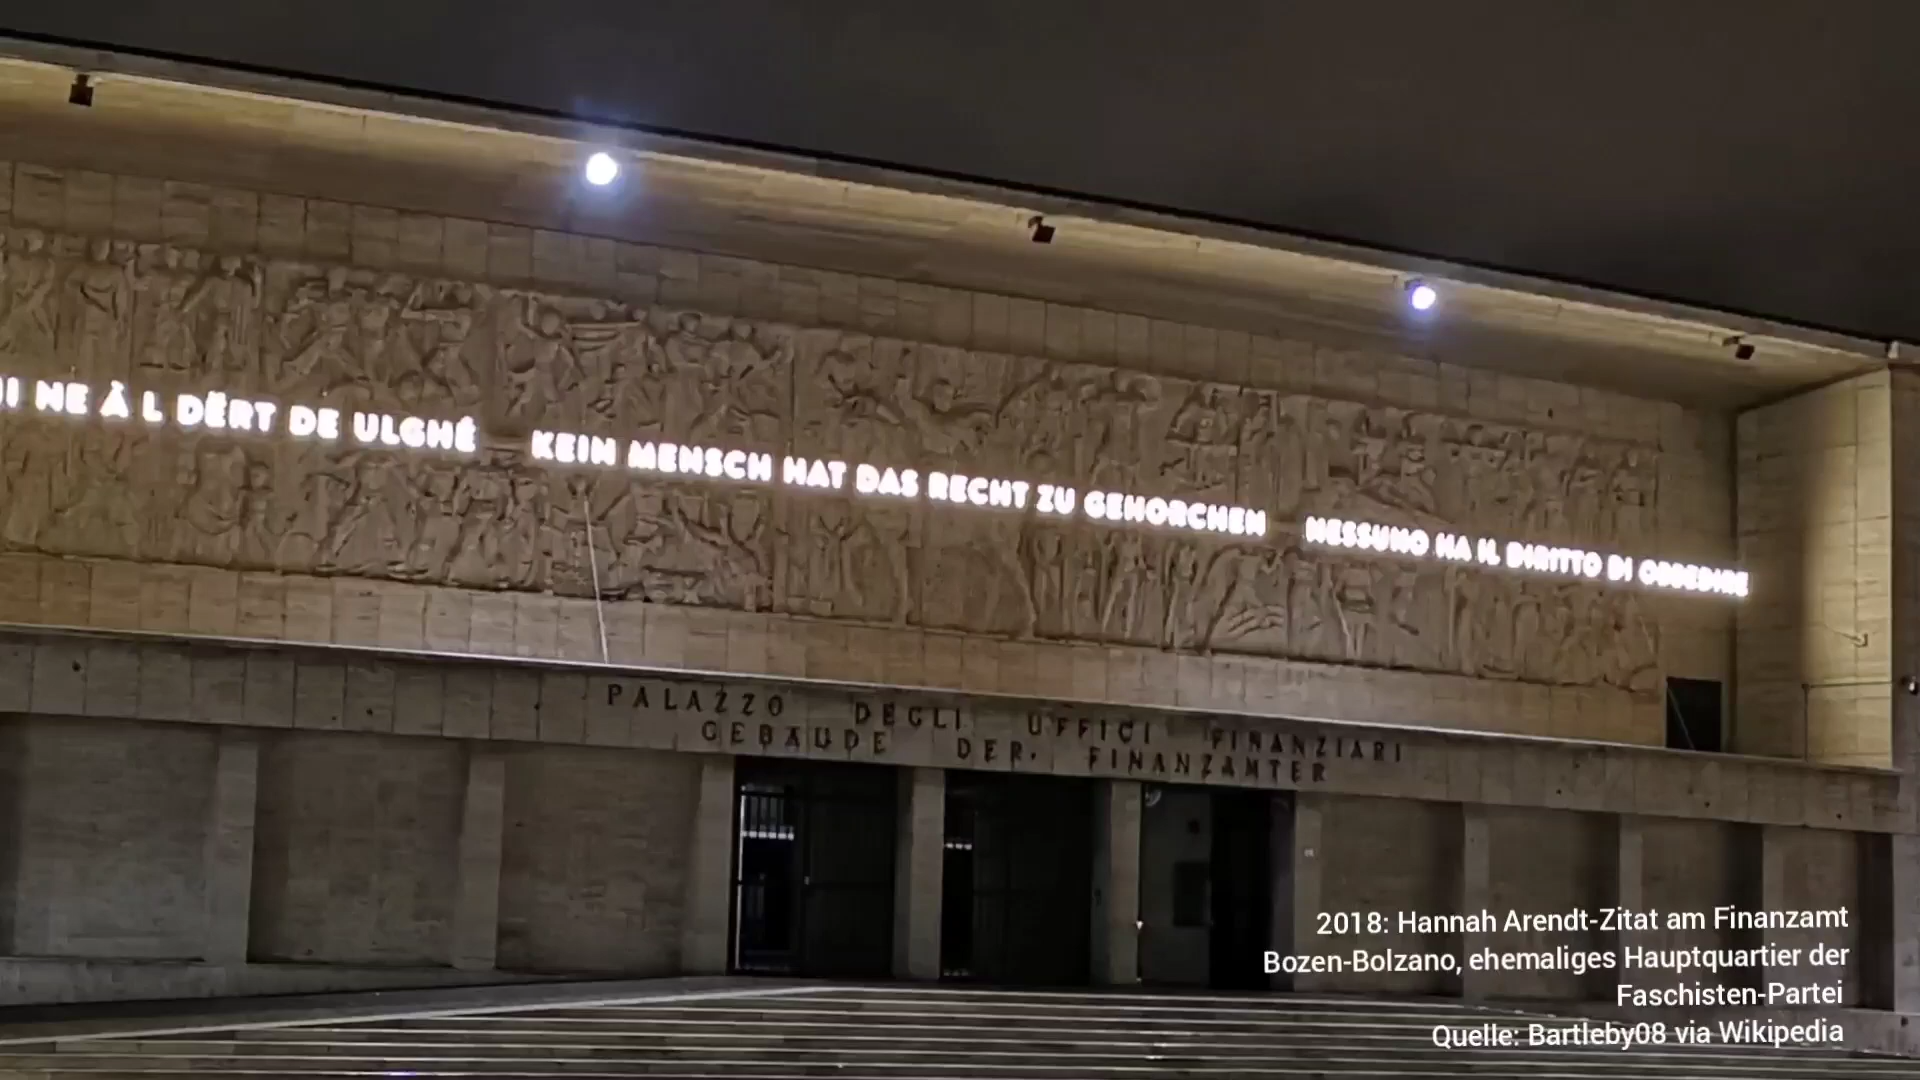 NE À L DËRT DE ULGHÉ KEIN MENSCH HAT DAS RECHT ZU GEHORCHEN NESSUNO HA IL DIRITTO DI OBBEDIRE
PALAZZO DEGLI UFFICI FINANZIARI
GEBÄUDE DER FINANZÄMTER
2018: Hannah Arendt-Zitat am Finanzamt
Bozen-Bolzano, ehemaliges Hauptquartier der
Faschisten-Partei
Quelle: Bartleby08 via Wikipedia